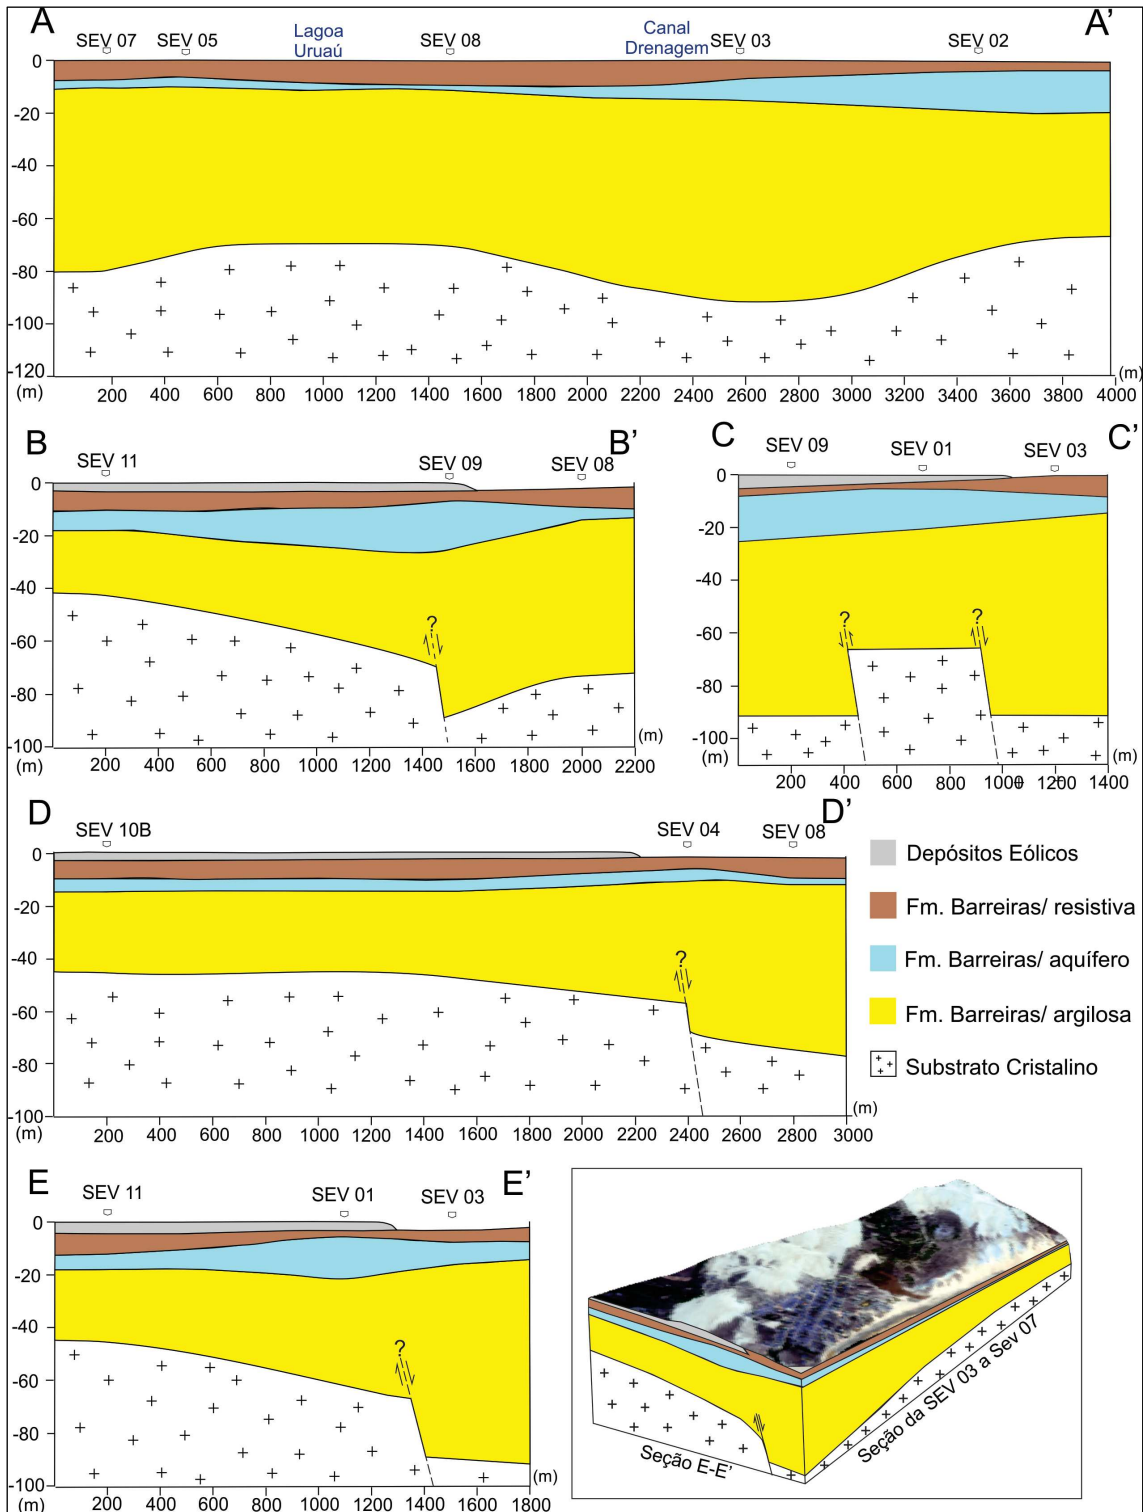 A
A'
SEV 07
SEV 05
Lagoa
Uruaú
SEV 08
Canal
Drenagem
SEV 03
SEV 02
0
-20
-40
-60
-80
-100
-120
(m)
200 400 600 800 1000 1200 1400 1600 1800 2000 2200 2400 2600 2800 3000 3200 3400 3600 3800 4000
(m)
B
B'
SEV 11
SEV 09
SEV 08
0
-20
-40
-60
-80
-100
(m)
?
200 400 600 800 1000 1200 1400 1600 1800 2000 2200
(m)
C
C'
SEV 09
SEV 01
SEV 03
0
-20
-40
-60
-80
-100
(m)
?
?
200 400 600 800 1000 1200 1400
(m)
D
D'
SEV 10B
SEV 04
SEV 08
0
-20
-40
-60
-80
-100
(m)
?
200 400 600 800 1000 1200 1400 1600 1800 2000 2200 2400 2600 2800 3000
(m)
Depósitos Eólicos
Fm. Barreiras/ resistiva
Fm. Barreiras/ aquífero
Fm. Barreiras/ argilosa
Substrato Cristalino
E
E'
SEV 11
SEV 01
SEV 03
0
-20
-40
-60
-80
-100
(m)
?
200 400 600 800 1000 1200 1400 1600 1800
(m)
Seção E-E'
Seção da SEV 03 a Sev 07